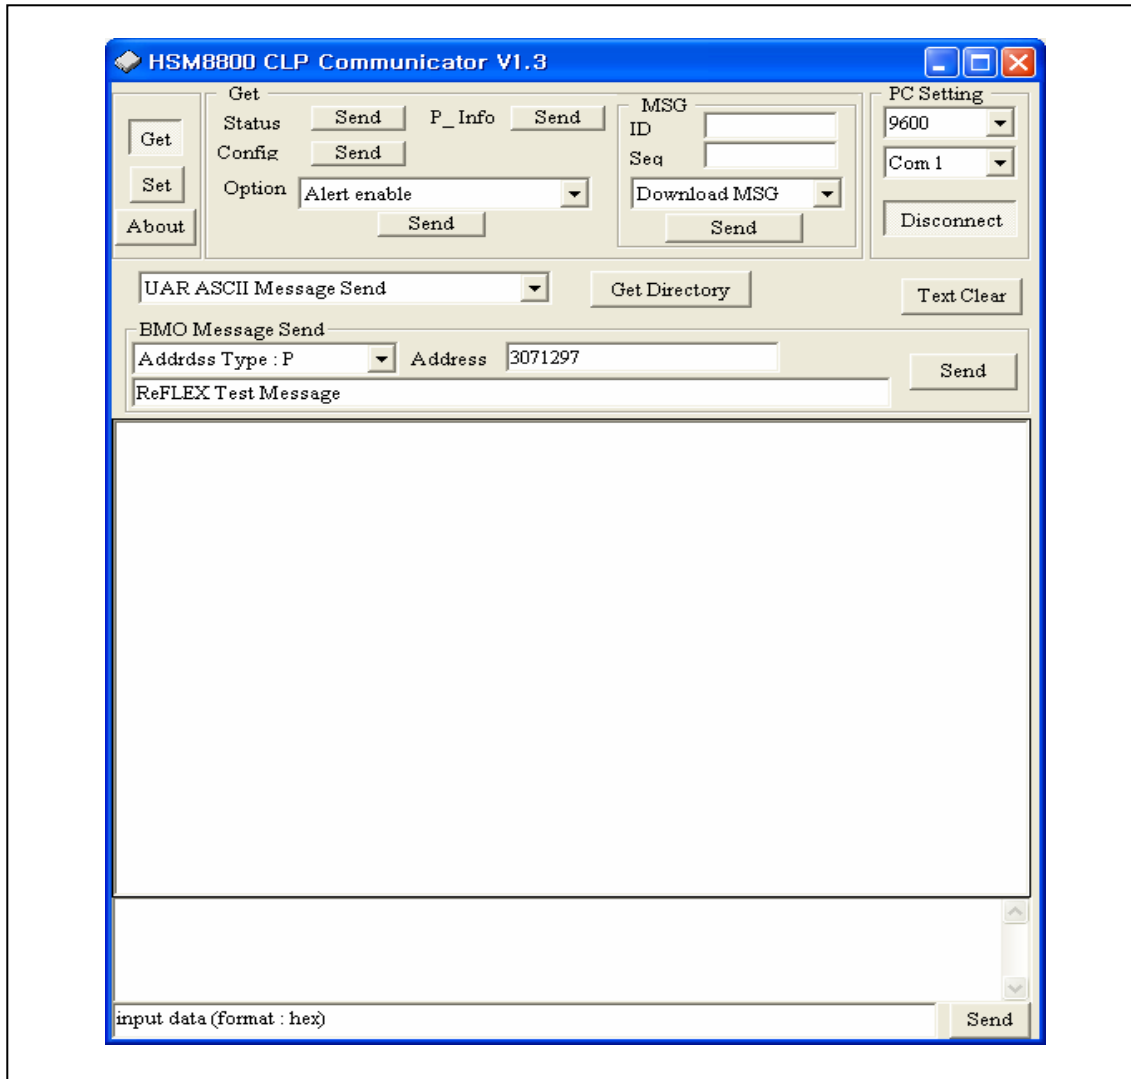 HSM8800 CLP Communicator V1.3
Get
Set
About
Get
Status Send P_Info Send
Config Send
Option Alert enable
Send
MSG
ID
Seq
Download MSG
Send
PC Setting
9600
Com 1
Disconnect
UAR ASCII Message Send Get Directory Text Clear
BMO Message Send
Addrdss Type : P Address 3071297
Send
ReFLEX Test Message
input data (format : hex) Send